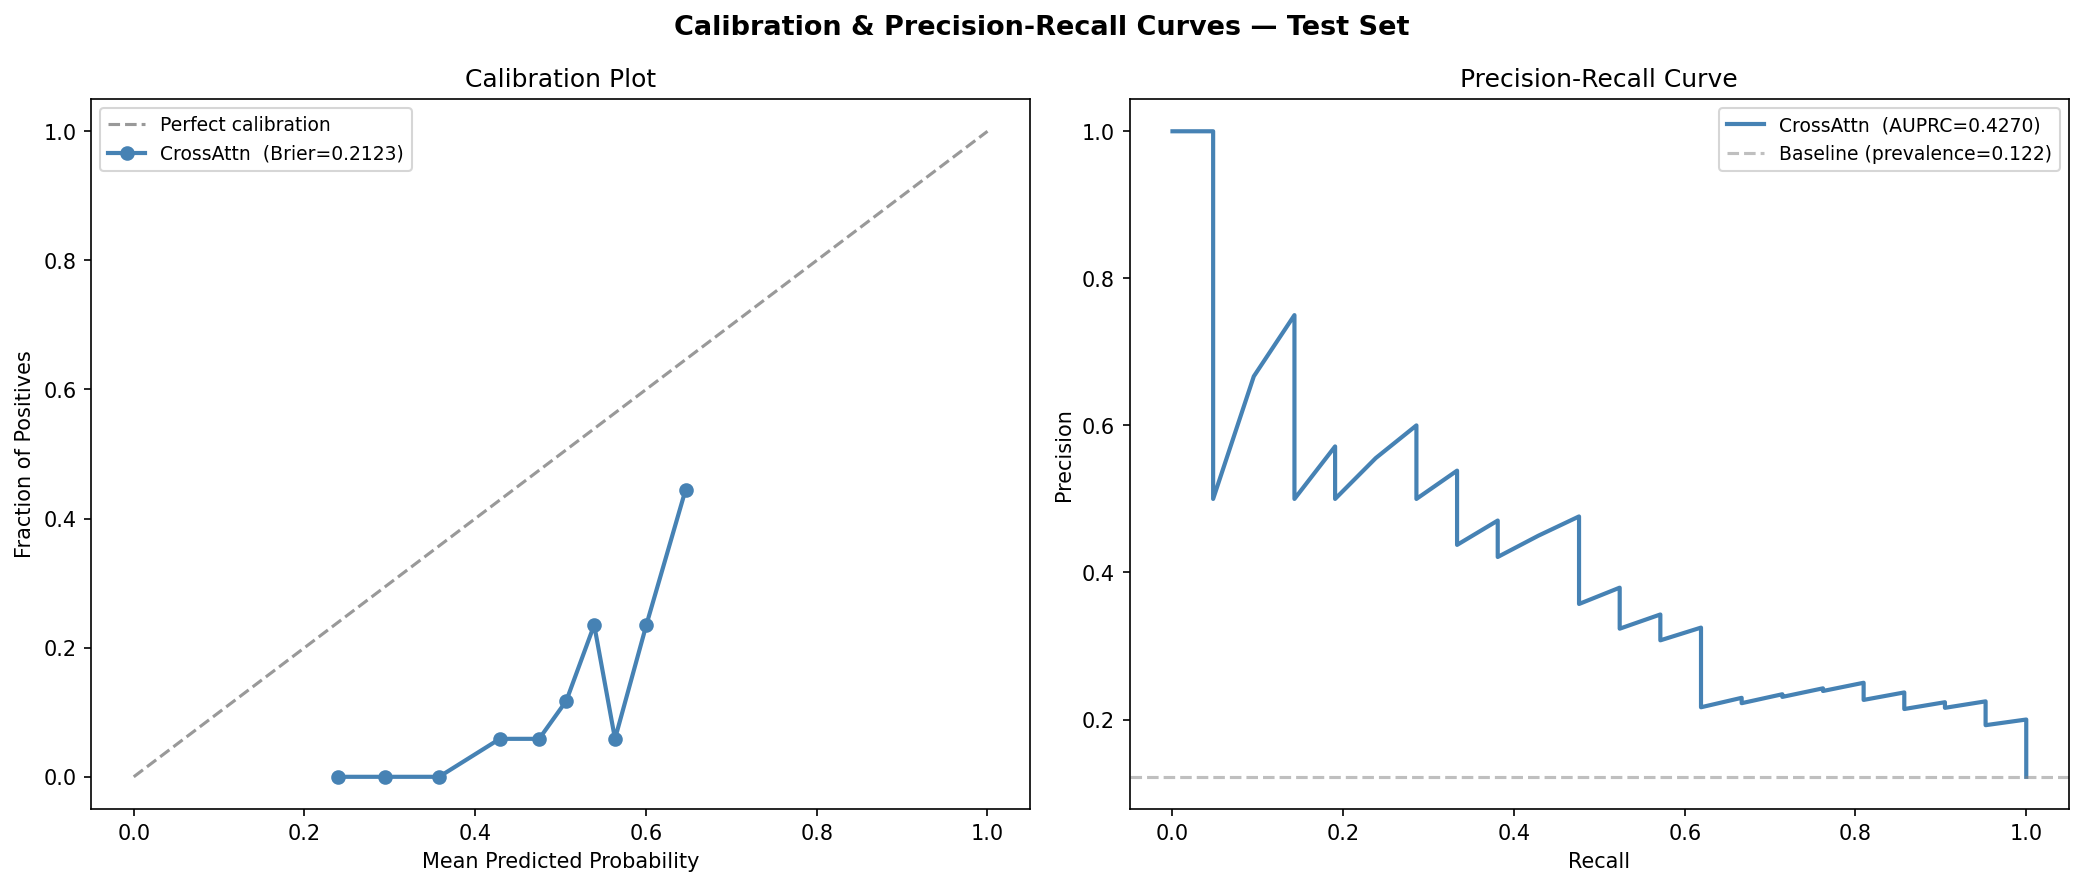 Calibration & Precision-Recall Curves — Test Set
Calibration Plot
Perfect calibration
CrossAttn (Brier=0.2123)
Fraction of Positives
1.0
0.8
0.6
0.4
0.2
0.0
0.0 0.2 0.4 0.6 0.8 1.0
Mean Predicted Probability
Precision-Recall Curve
CrossAttn (AUPRC=0.4270)
Baseline (prevalence=0.122)
Precision
1.0
0.8
0.6
0.4
0.2
0.0 0.2 0.4 0.6 0.8 1.0
Recall